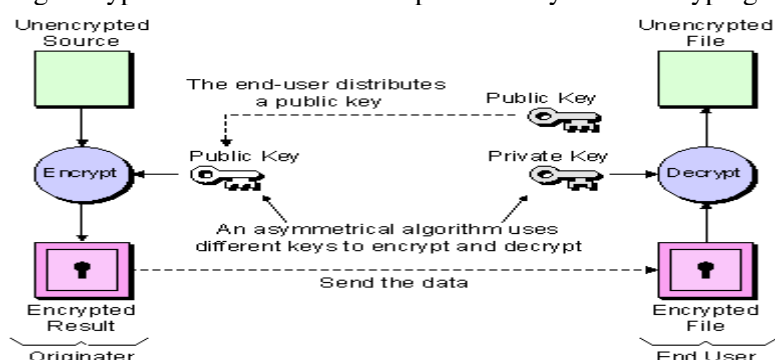 Unencrypted
Source
Unencrypted
File
The end-user distributes
a public key
Public Key
Encrypt
Public Key
Private Key
Decrypt
An asymmetrical algorithm uses
different keys to encrypt and decrypt
Send the data
Encrypted
Result
Encrypted
File
Originater
End User